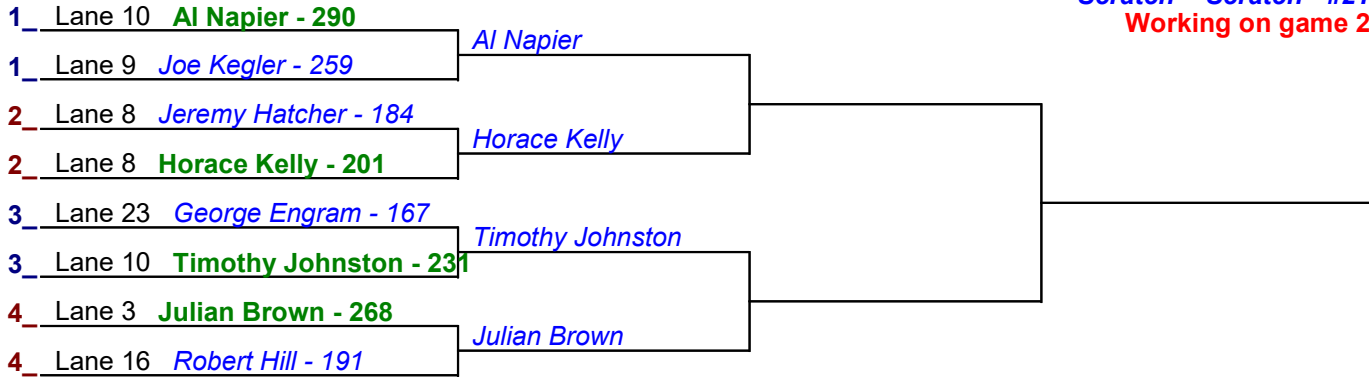 Working on game 2
1_ Lane 10 Al Napier - 290
Al Napier
1_ Lane 9 Joe Kegler - 259
2_ Lane 8 Jeremy Hatcher - 184
Horace Kelly
2_ Lane 8 Horace Kelly - 201
3_ Lane 23 George Engram - 167
Timothy Johnston
3_ Lane 10 Timothy Johnston - 231
4_ Lane 3 Julian Brown - 268
Julian Brown
4_ Lane 16 Robert Hill - 191